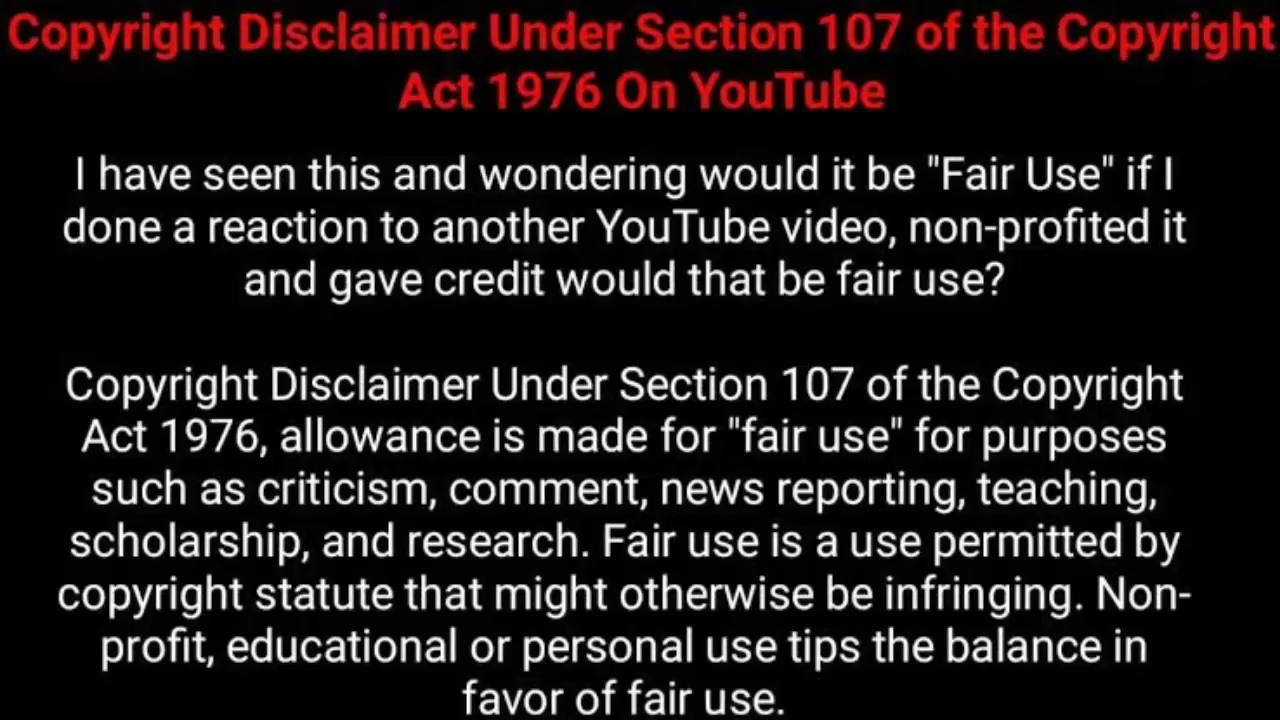 Copyright Disclaimer Under Section 107 of the Copyright
Act 1976 On YouTube
I have seen this and wondering would it be "Fair Use" if I
done a reaction to another YouTube video, non-profited it
and gave credit would that be fair use?
Copyright Disclaimer Under Section 107 of the Copyright
Act 1976, allowance is made for "fair use" for purposes
such as criticism, comment, news reporting, teaching,
scholarship, and research. Fair use is a use permitted by
copyright statute that might otherwise be infringing. Non-
profit, educational or personal use tips the balance in
favor of fair use.